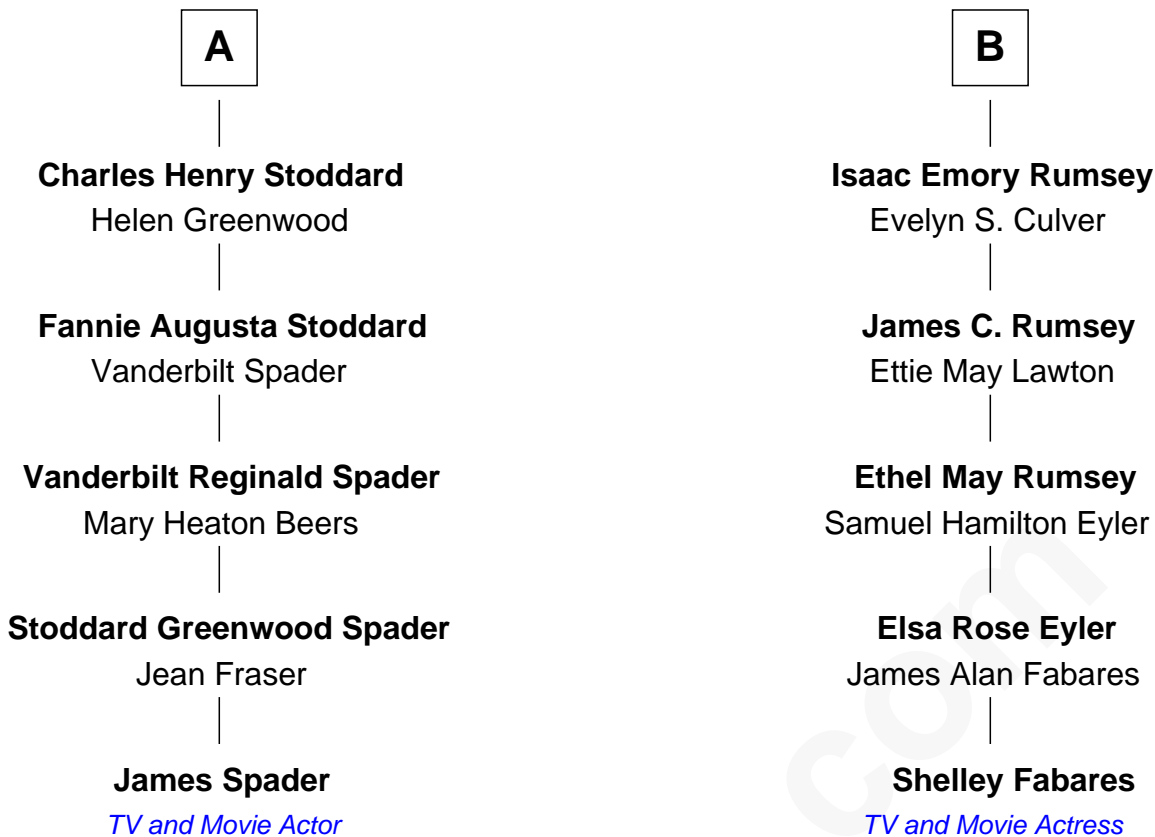 A
Charles Henry Stoddard
Helen Greenwood
Fannie Augusta Stoddard
Vanderbilt Spader
Vanderbilt Reginald Spader
Mary Heaton Beers
Stoddard Greenwood Spader
Jean Fraser
James Spader
TV and Movie Actor
B
Isaac Emory Rumsey
Evelyn S. Culver
James C. Rumsey
Ettie May Lawton
Ethel May Rumsey
Samuel Hamilton Eyler
Elsa Rose Eyler
James Alan Fabares
Shelley Fabares
TV and Movie Actress
com